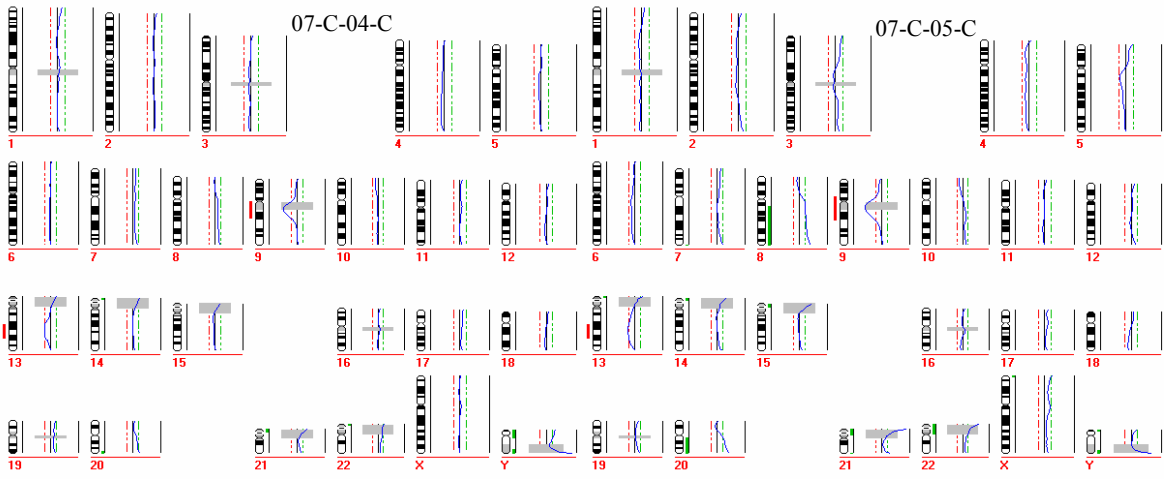 07-C-04-C 07-C-05-C
1 2 3 4 5 1 2 3 4 5
6 7 8 9 10 11 12 6 7 8 9 10 11 12
13 14 15 16 17 18 13 14 15 16 17 18
19 20 21 22 X Y 19 20 21 22 X Y